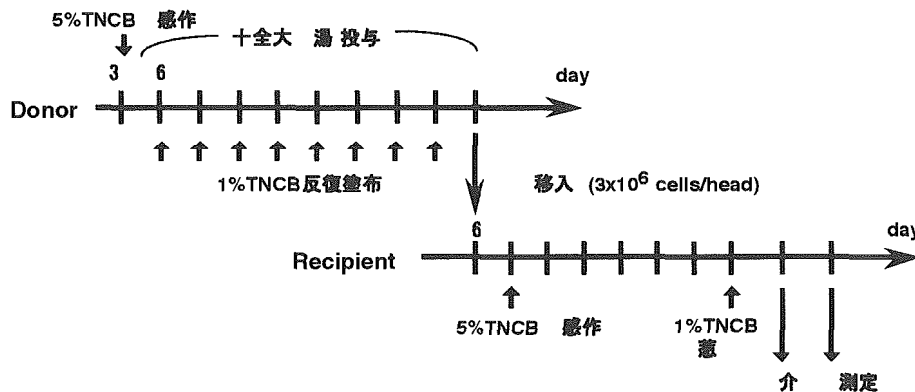 5%TNCB 感作
十全大 湯 投与
3 6
day
Donor
1%TNCB反復塗布
移入 (3x10⁶ cells/head)
6
day
Recipient
5%TNCB 感作
1%TNCB
惹
介 測定